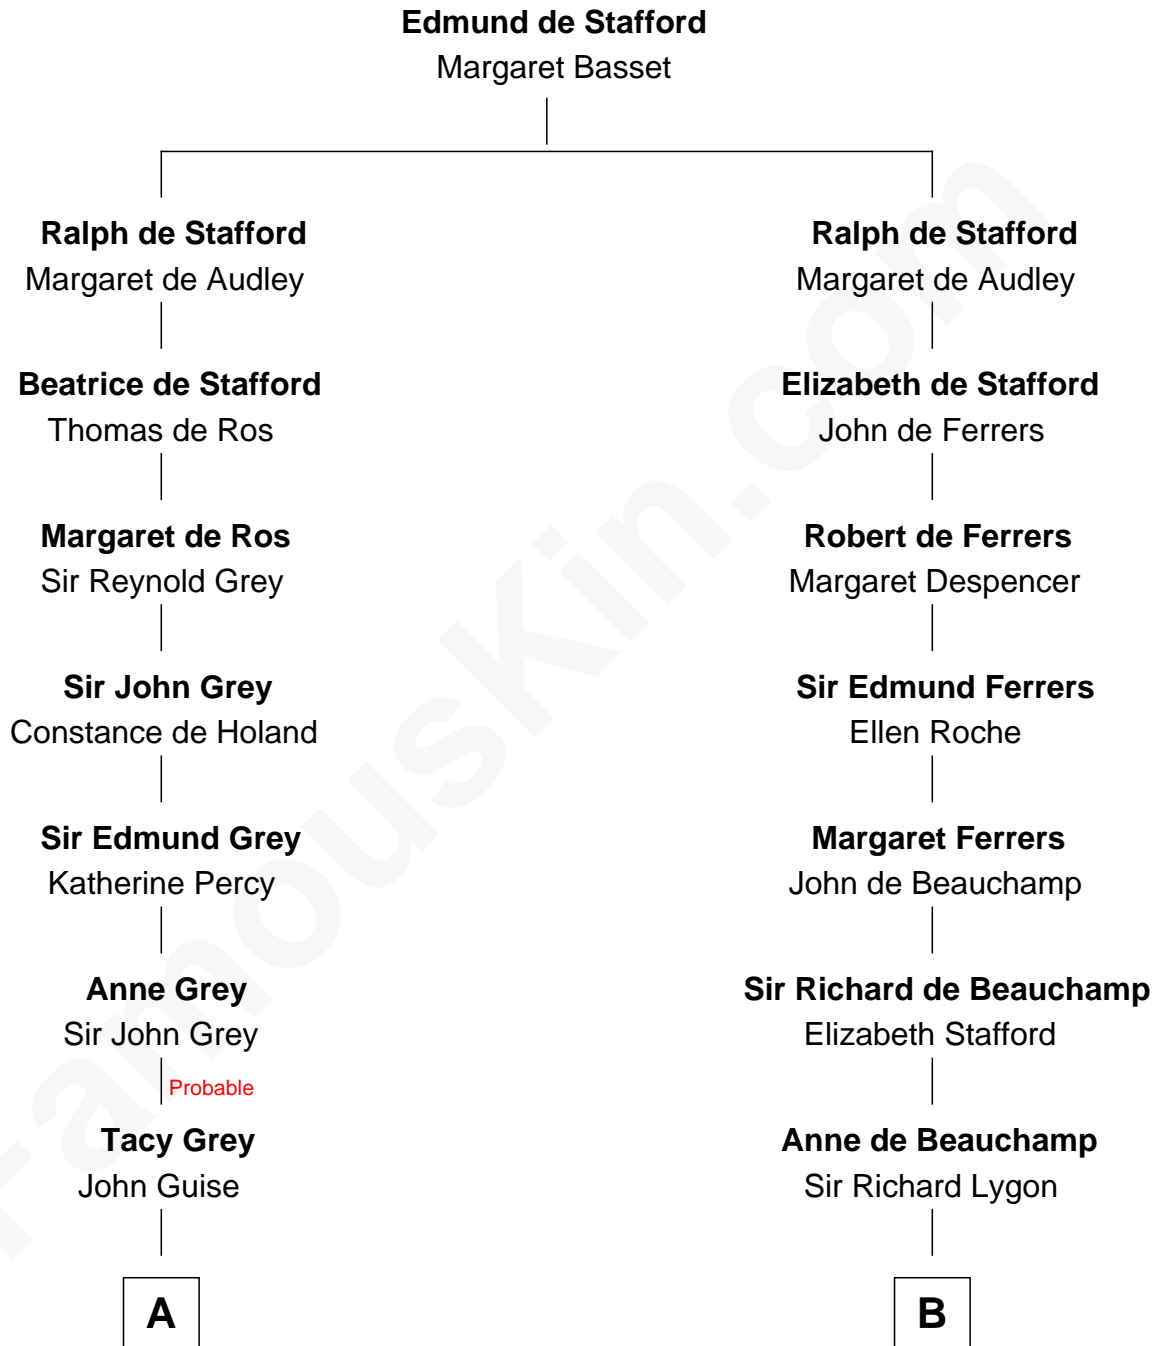 Edmund de Stafford
Margaret Basset
Ralph de Stafford
Margaret de Audley
Beatrice de Stafford
Thomas de Ros
Margaret de Ros
Sir Reynold Grey
Sir John Grey
Constance de Holand
Sir Edmund Grey
Katherine Percy
Anne Grey
Sir John Grey
Probable
Tacy Grey
John Guise
A
Ralph de Stafford
Margaret de Audley
Elizabeth de Stafford
John de Ferrers
Robert de Ferrers
Margaret Despencer
Sir Edmund Ferrers
Ellen Roche
Margaret Ferrers
John de Beauchamp
Sir Richard de Beauchamp
Elizabeth Stafford
Anne de Beauchamp
Sir Richard Lygon
B
FamousKin.com